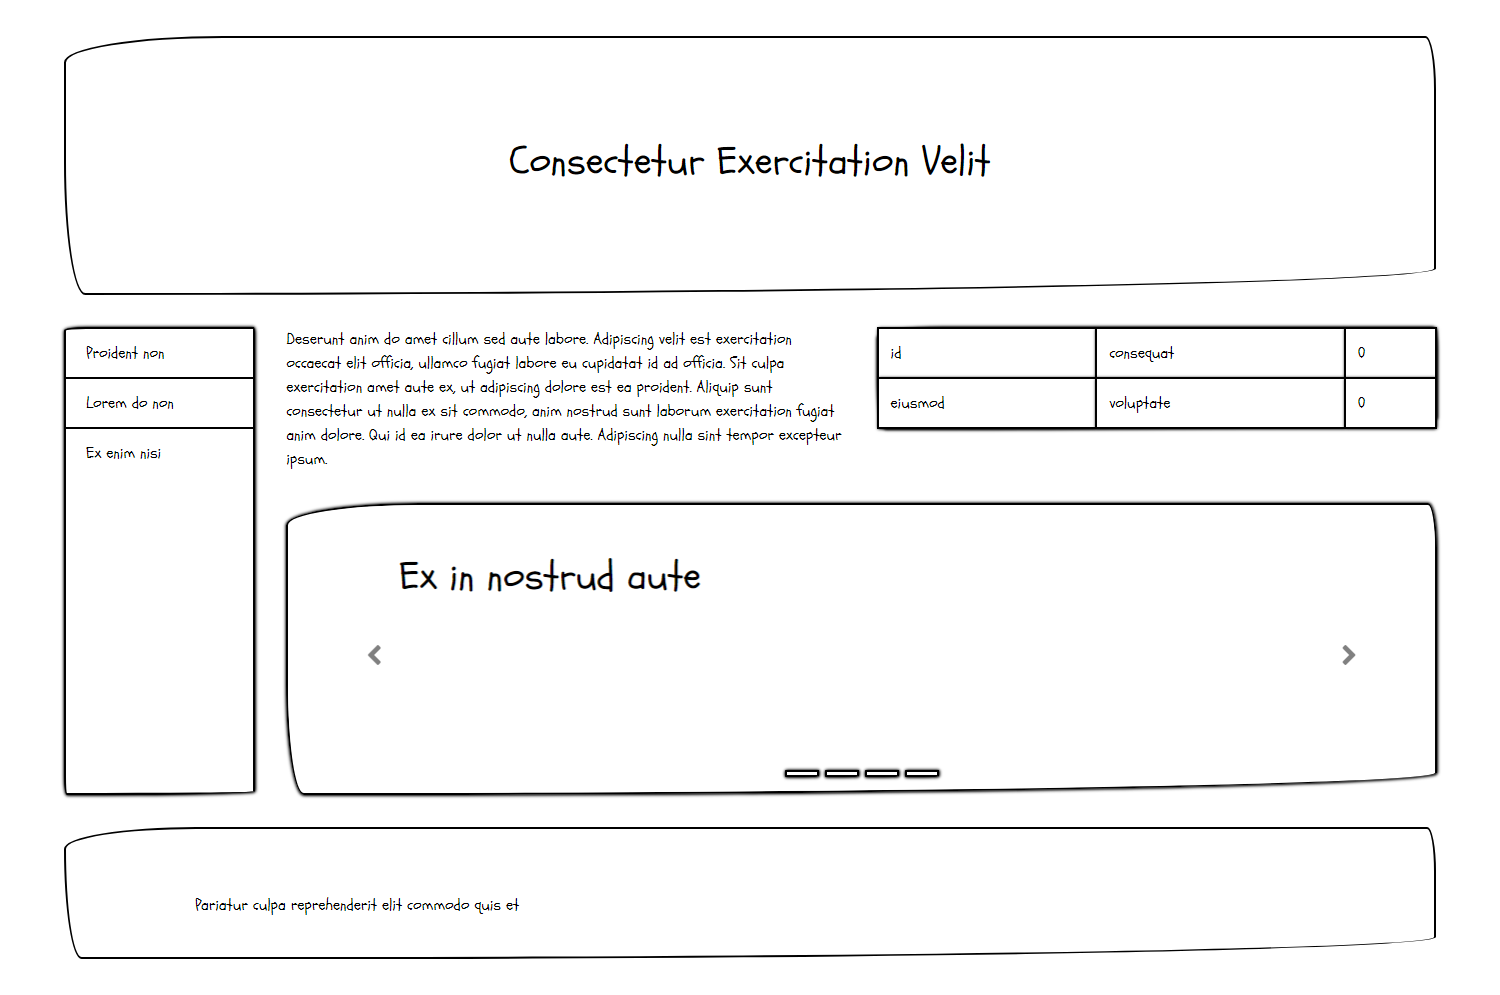 Consectetur Exercitation Velit
Proident non
Lorem do non
Ex enim nisi
Deserunt anim do amet cillum sed aute labore. Adipiscing velit est exercitation
occaecat elit officia, ullamco fugiat labore eu cupidatat id ad officia. Sit culpa
exercitation amet aute ex, ut adipiscing dolore est ea proident. Aliquip sunt
consectetur ut nulla ex sit commodo, anim nostrud sunt laborum exercitation fugiat
anim dolore. Qui id ea irure dolor ut nulla aute. Adipiscing nulla sint tempor excepteur
ipsum.
id consequat 0
eiusmod voluptate 0
Ex in nostrud aute
Pariatur culpa reprehenderit elit commodo quis et